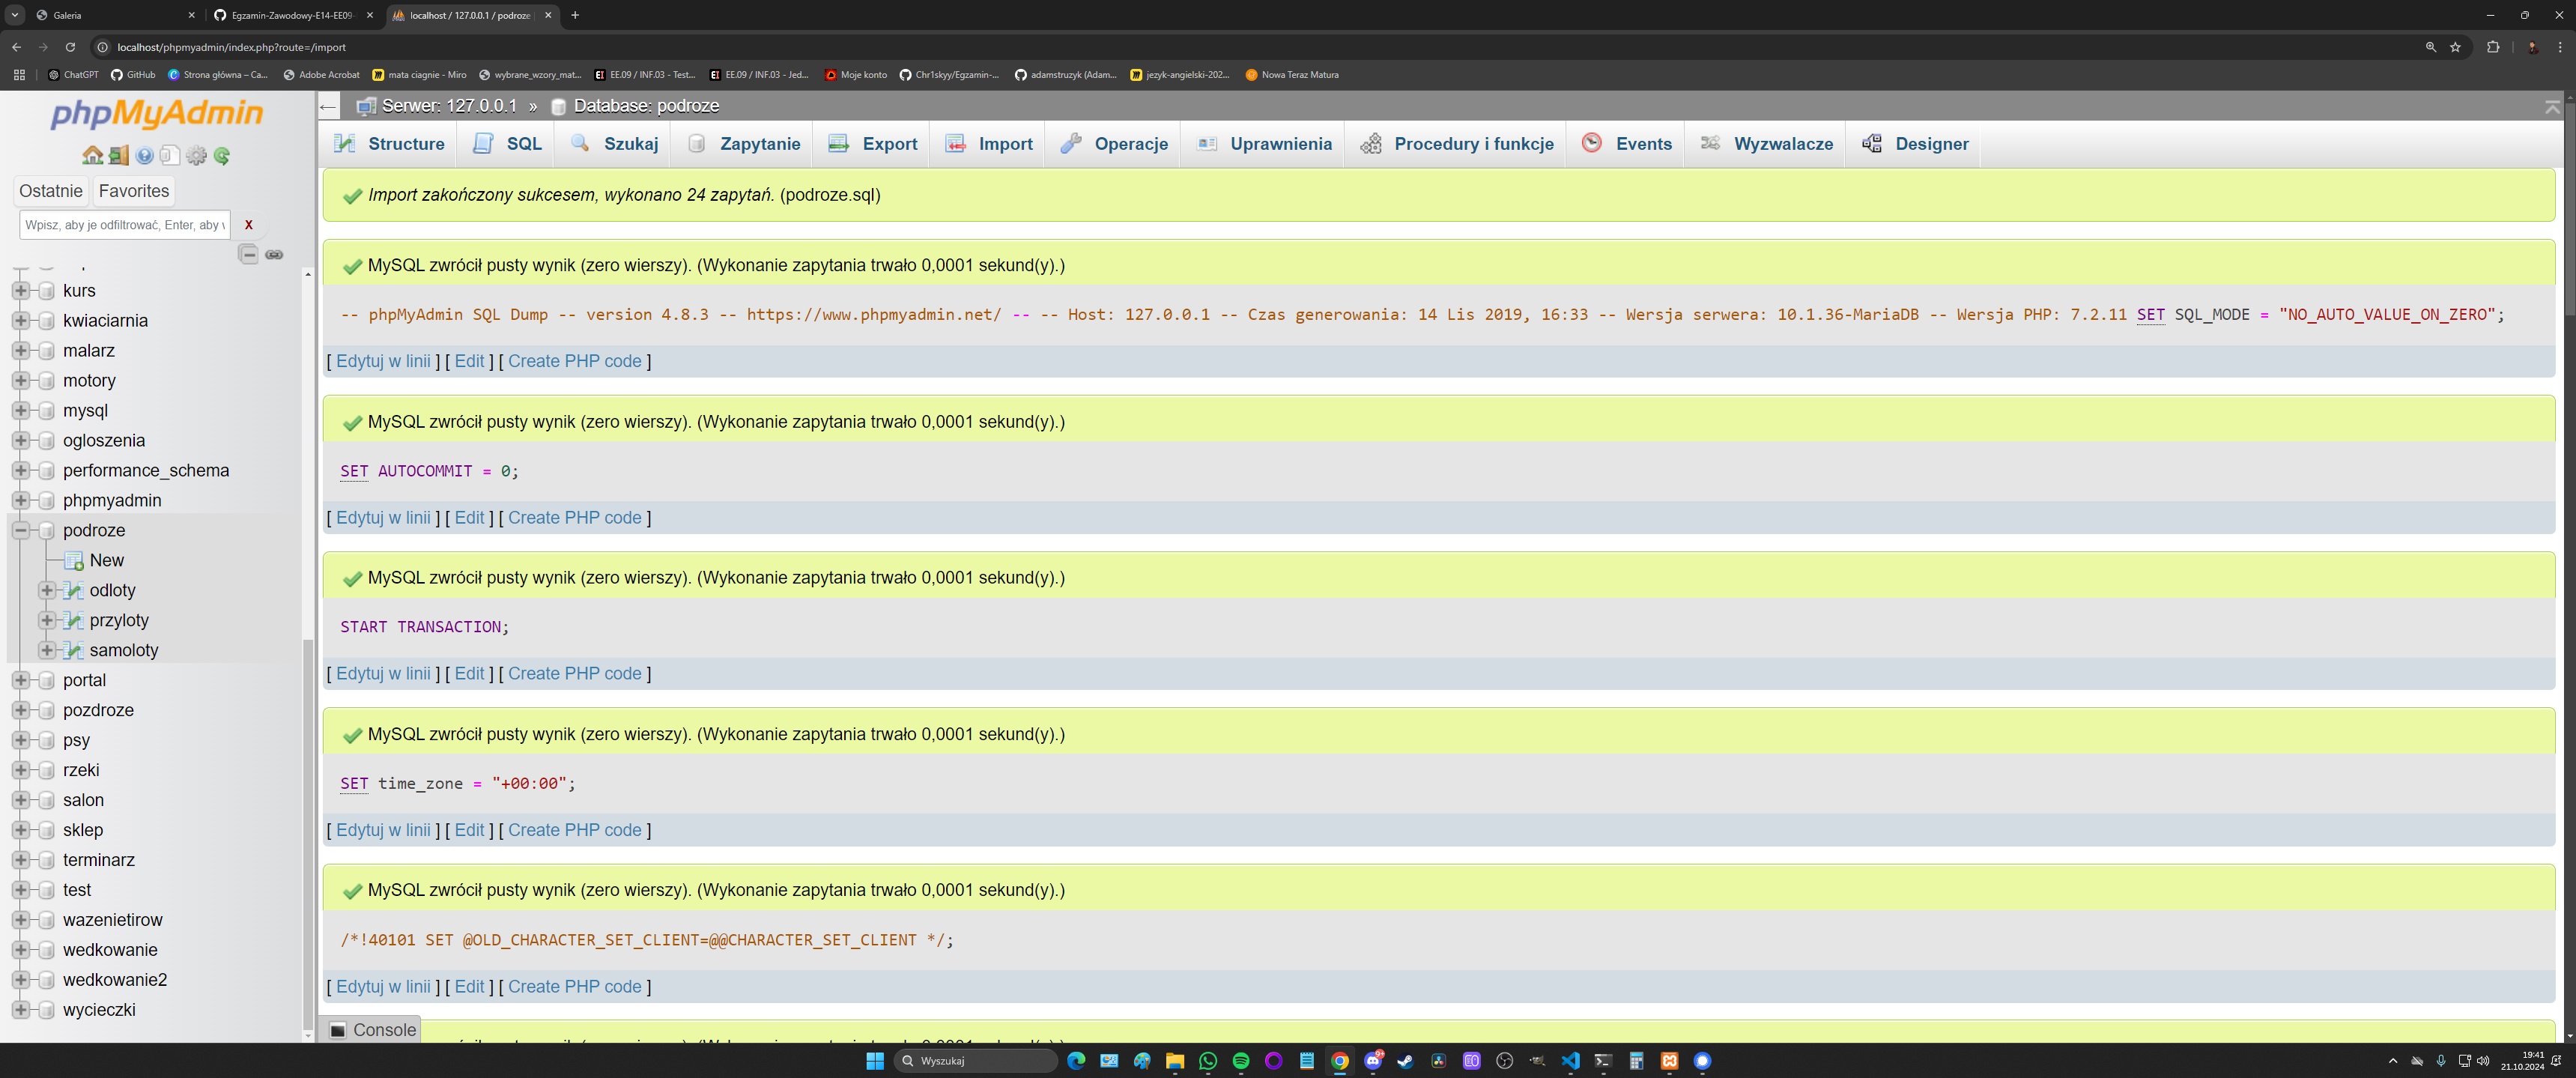 Galeria
Egzamin-Zawodowy-E14-EE09-
localhost / 127.0.0.1 / podroze
localhost/phpmyadmin/index.php?route=/import
ChatGPT
GitHub
Strona główna – Ca...
Adobe Acrobat
mata ciagnie - Miro
wybrane_wzory_mat...
EE.09 / INF.03 - Test...
EE.09 / INF.03 - Jed...
Moje konto
Chr1skyy/Egzamin-...
adamstruzyk (Adam...
jezyk-angielski-202...
Nowa Teraz Matura
phpMyAdmin
Ostatnie
Favorites
Wpisz, aby je odfiltrować, Enter, aby
X
kurs
kwiaciarnia
malarz
motory
mysql
ogloszenia
performance_schema
phpmyadmin
podroze
New
odloty
przyloty
samoloty
portal
pozdroze
psy
rzeki
salon
sklep
terminarz
test
wazenietirow
wedkowanie
wedkowanie2
wycieczki
Serwer: 127.0.0.1 » Database: podroze
Structure
SQL
Szukaj
Zapytanie
Export
Import
Operacje
Uprawnienia
Procedury i funkcje
Events
Wyzwalacze
Designer
Import zakończony sukcesem, wykonano 24 zapytań. (podroze.sql)
MySQL zwrócił pusty wynik (zero wierszy). (Wykonanie zapytania trwało 0,0001 sekund(y).)
-- phpMyAdmin SQL Dump -- version 4.8.3 -- https://www.phpmyadmin.net/ -- -- Host: 127.0.0.1 -- Czas generowania: 14 Lis 2019, 16:33 -- Wersja serwera: 10.1.36-MariaDB -- Wersja PHP: 7.2.11 SET SQL_MODE = "NO_AUTO_VALUE_ON_ZERO";
[ Edytuj w linii ] [ Edit ] [ Create PHP code ]
MySQL zwrócił pusty wynik (zero wierszy). (Wykonanie zapytania trwało 0,0001 sekund(y).)
SET AUTOCOMMIT = 0;
[ Edytuj w linii ] [ Edit ] [ Create PHP code ]
MySQL zwrócił pusty wynik (zero wierszy). (Wykonanie zapytania trwało 0,0001 sekund(y).)
START TRANSACTION;
[ Edytuj w linii ] [ Edit ] [ Create PHP code ]
MySQL zwrócił pusty wynik (zero wierszy). (Wykonanie zapytania trwało 0,0001 sekund(y).)
SET time_zone = "+00:00";
[ Edytuj w linii ] [ Edit ] [ Create PHP code ]
MySQL zwrócił pusty wynik (zero wierszy). (Wykonanie zapytania trwało 0,0001 sekund(y).)
/*!40101 SET @OLD_CHARACTER_SET_CLIENT=@@CHARACTER_SET_CLIENT */;
[ Edytuj w linii ] [ Edit ] [ Create PHP code ]
Console
Wyszukaj
19:41
21.10.2024